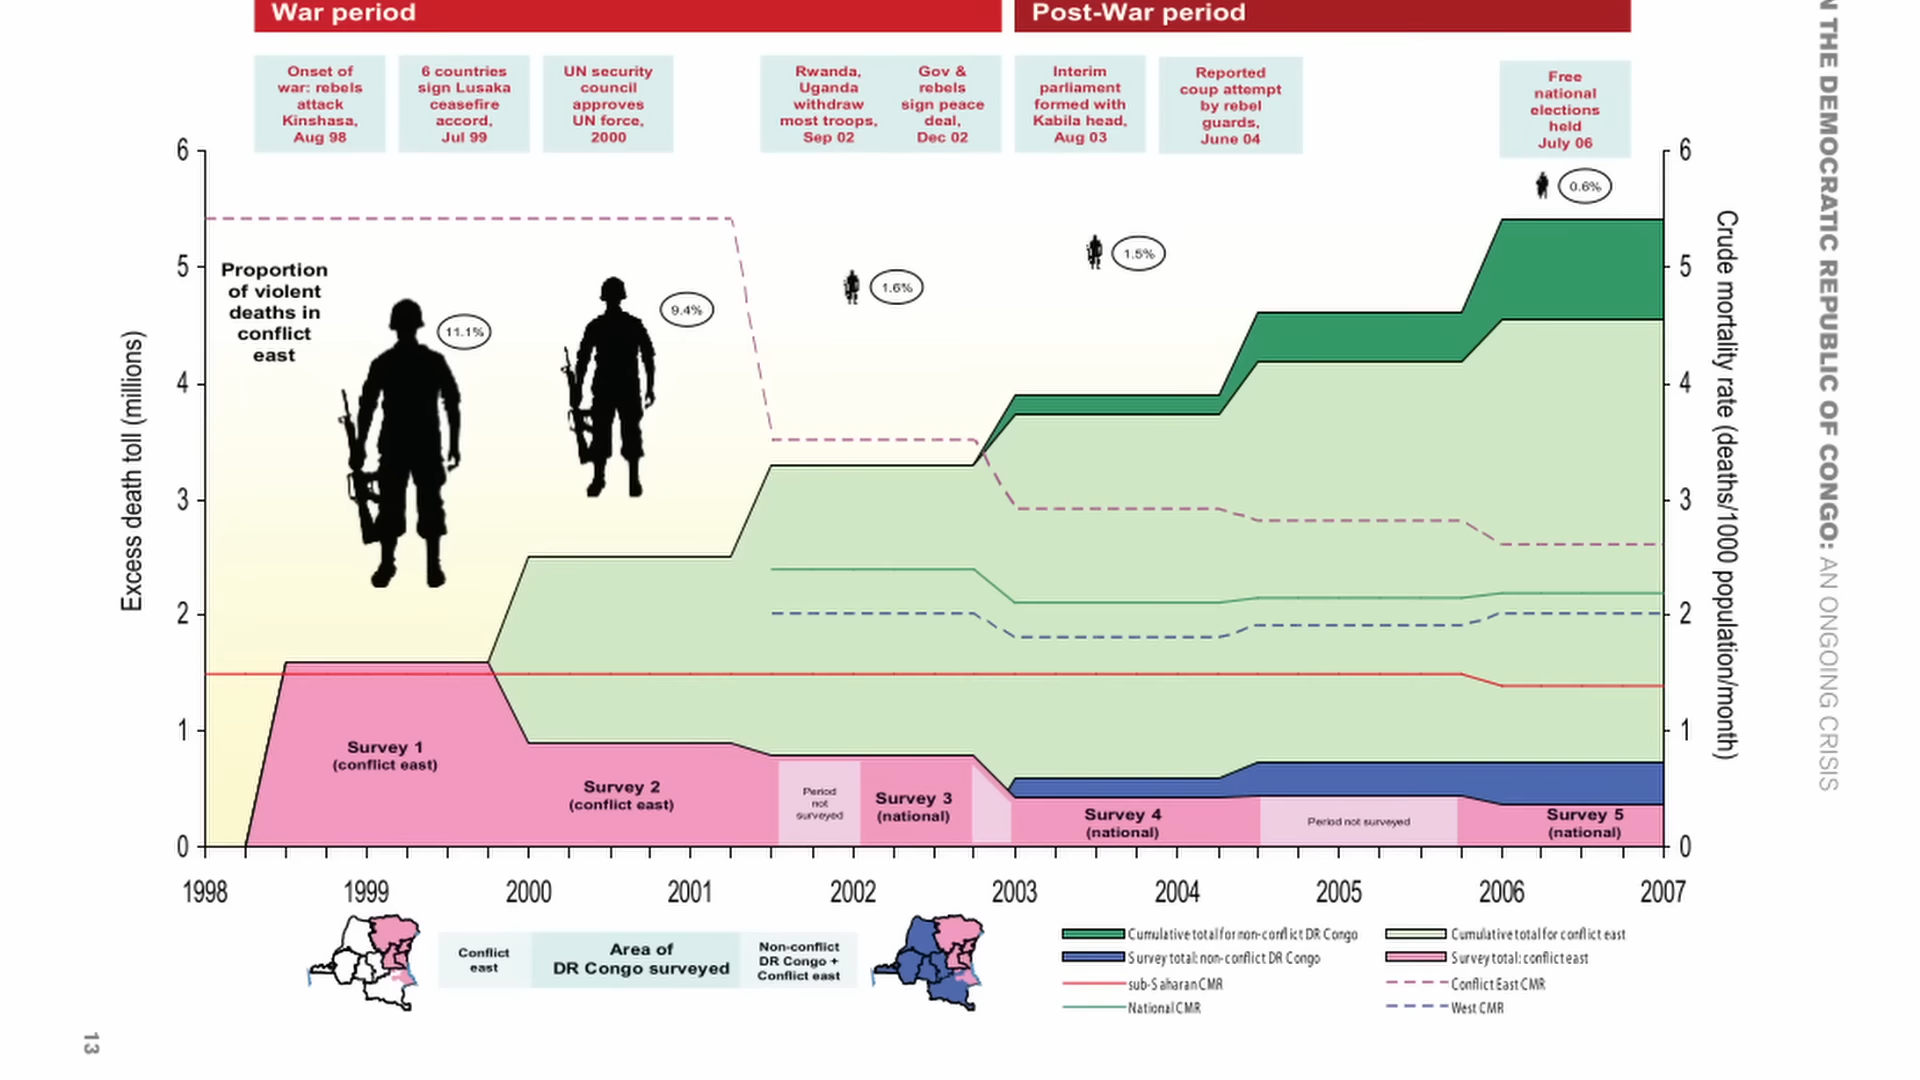 War period
Post-War period
Onset of
war: rebels
attack
Kinshasa,
Aug 98
6 countries
sign Lusaka
ceasefire
accord,
Jul 99
UN security
council
approves
UN force,
2000
Rwanda,
Uganda
withdraw
most troops,
Sep 02
Gov &
rebels
sign peace
deal,
Dec 02
Interim
parliament
formed with
Kabila head,
Aug 03
Reported
coup attempt
by rebel
guards,
June 04
Free
national
elections
held
July 06
6
5
4
3
2
1
0
Excess death toll (millions)
Proportion
of violent
deaths in
conflict
east
11.1%
9.4%
1.6%
1.5%
0.6%
6
5
4
3
2
1
0
Crude mortality rate (deaths/1000 population/month)
N THE DEMOCRATIC REPUBLIC OF CONGO: AN ONGOING CRISIS
Survey 1
(conflict east)
Survey 2
(conflict east)
Period
not
surveyed
Survey 3
(national)
Survey 4
(national)
Period not surveyed
Survey 5
(national)
1998 1999 2000 2001 2002 2003 2004 2005 2006 2007
Conflict
east
Area of
DR Congo surveyed
Non-conflict
DR Congo +
Conflict east
Cumulative total for non-conflict DR Congo
Survey total: non-conflict DR Congo
sub-Saharan CMR
National CMR
Cumulative total for conflict east
Survey total: conflict east
Conflict East CMR
West CMR
13